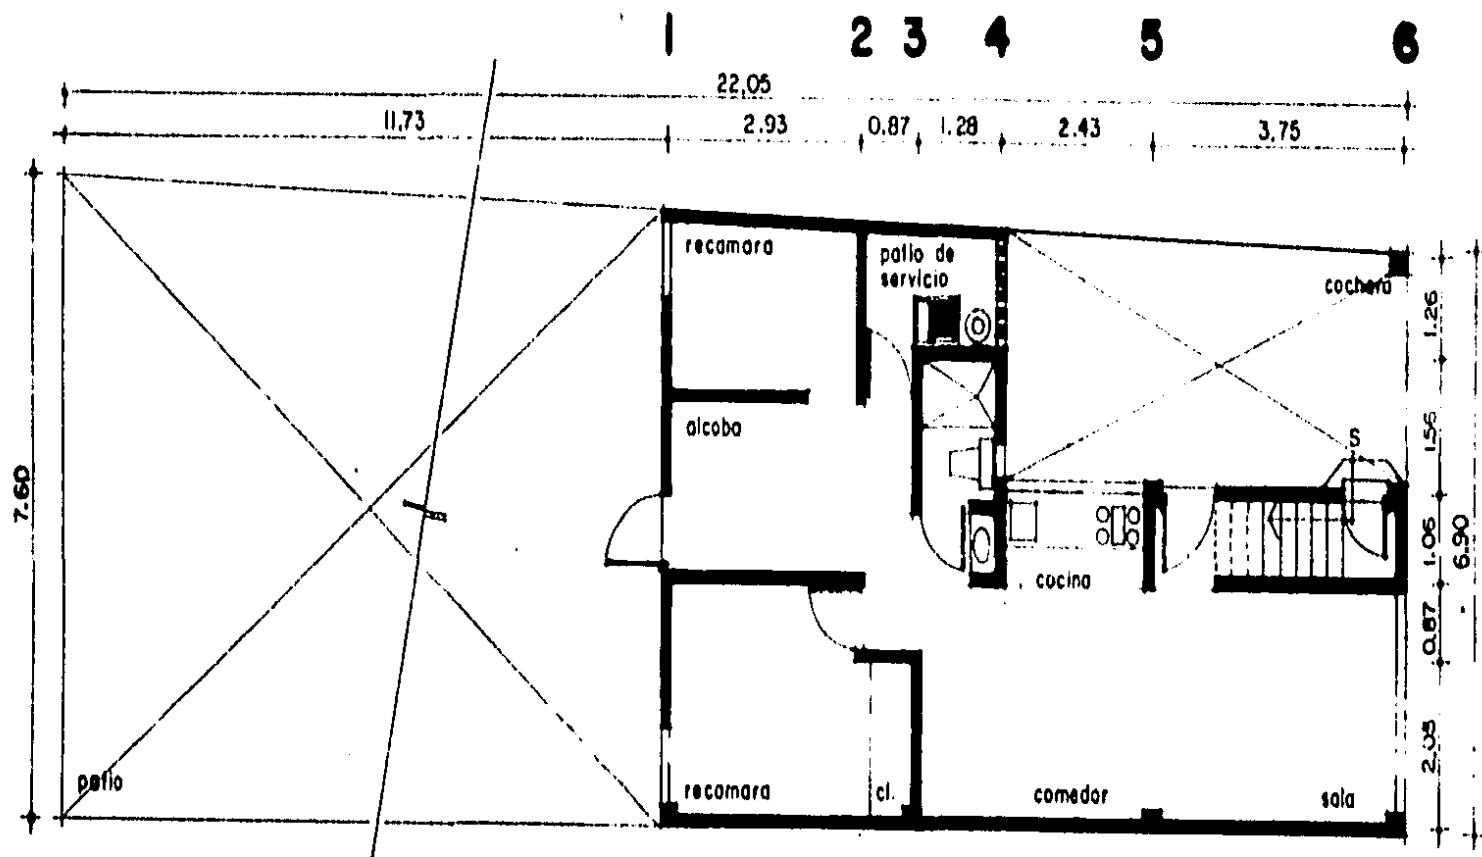 1 2 3 4 5 6
22,05
11,73 2.93 0.87 1.28 2.43 3.75
recamara
patio de
servicio
cochera
1.26
alcoba
1.56
S
7.60
1.06
6.90
cocina
0.87
2.05
patio
recamara
cl.
comedor
sala